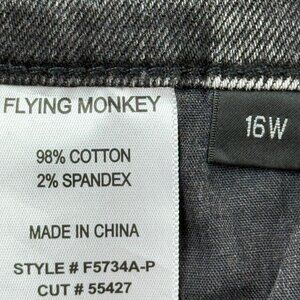 FLYING MONKEY
16W
98% COTTON
2% SPANDEX
MADE IN CHINA
STYLE # F5734A-P
CUT # 55427